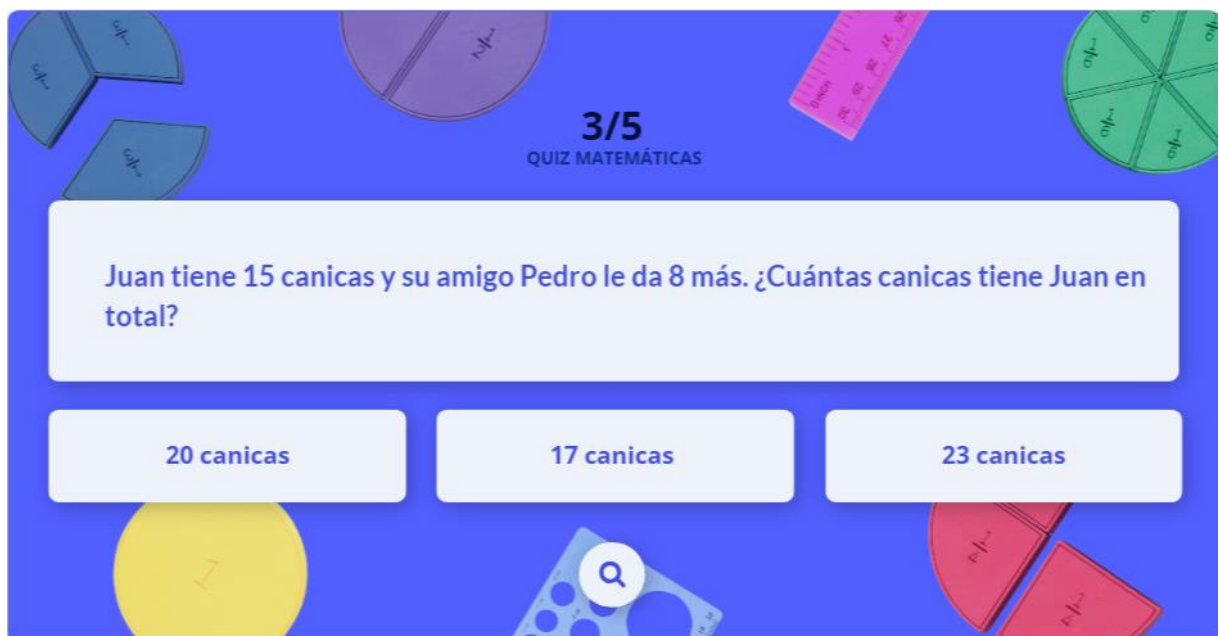 3/5
QUIZ MATEMÁTICAS
Juan tiene 15 canicas y su amigo Pedro le da 8 más. ¿Cuántas canicas tiene Juan en
total?
20 canicas
17 canicas
23 canicas
1